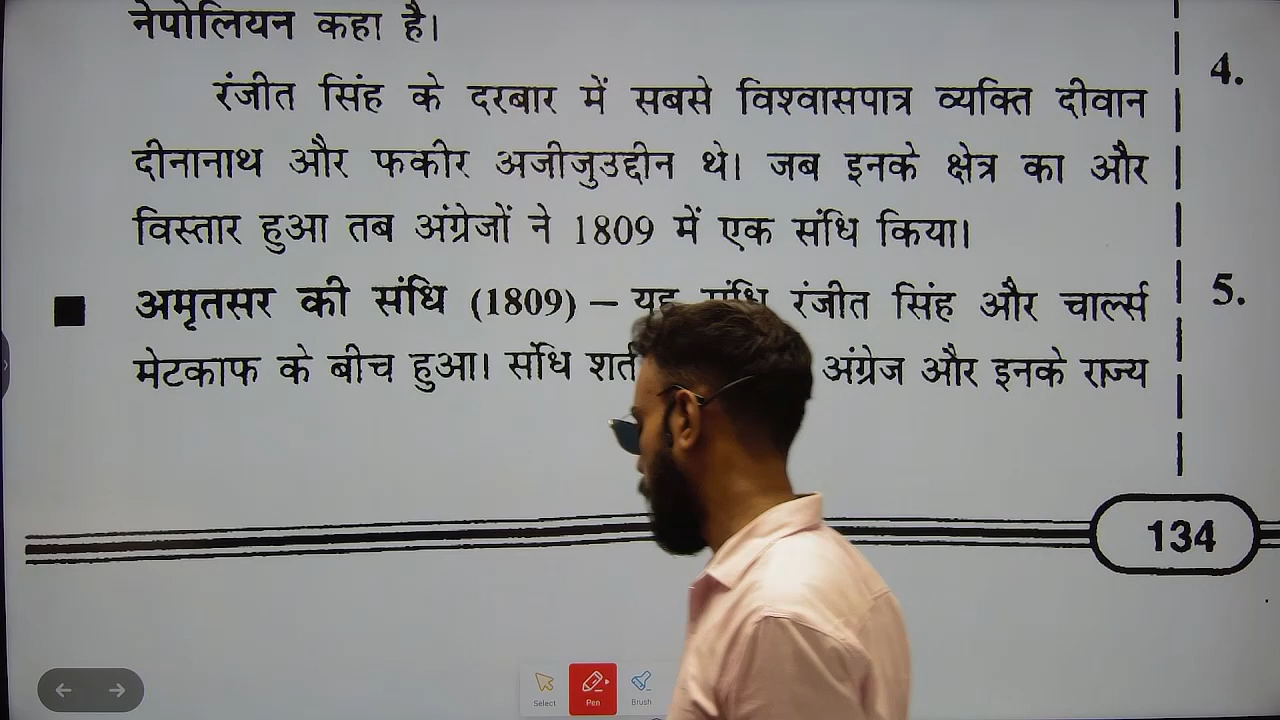 नेपोलियन कहा है।
4.
रंजीत सिंह के दरबार में सबसे विश्वासपात्र व्यक्ति दीवान
दीनानाथ और फकीर अजीजुउद्दीन थे। जब इनके क्षेत्र का और
विस्तार हुआ तब अंग्रेजों ने 1809 में एक संधि किया।
■ अमृतसर की संधि (1809) – यह संधि रंजीत सिंह और चार्ल्स
5.
मेटकाफ के बीच हुआ। संधि शर्त अंग्रेज और इनके राज्य
134
Select
Pen
Brush